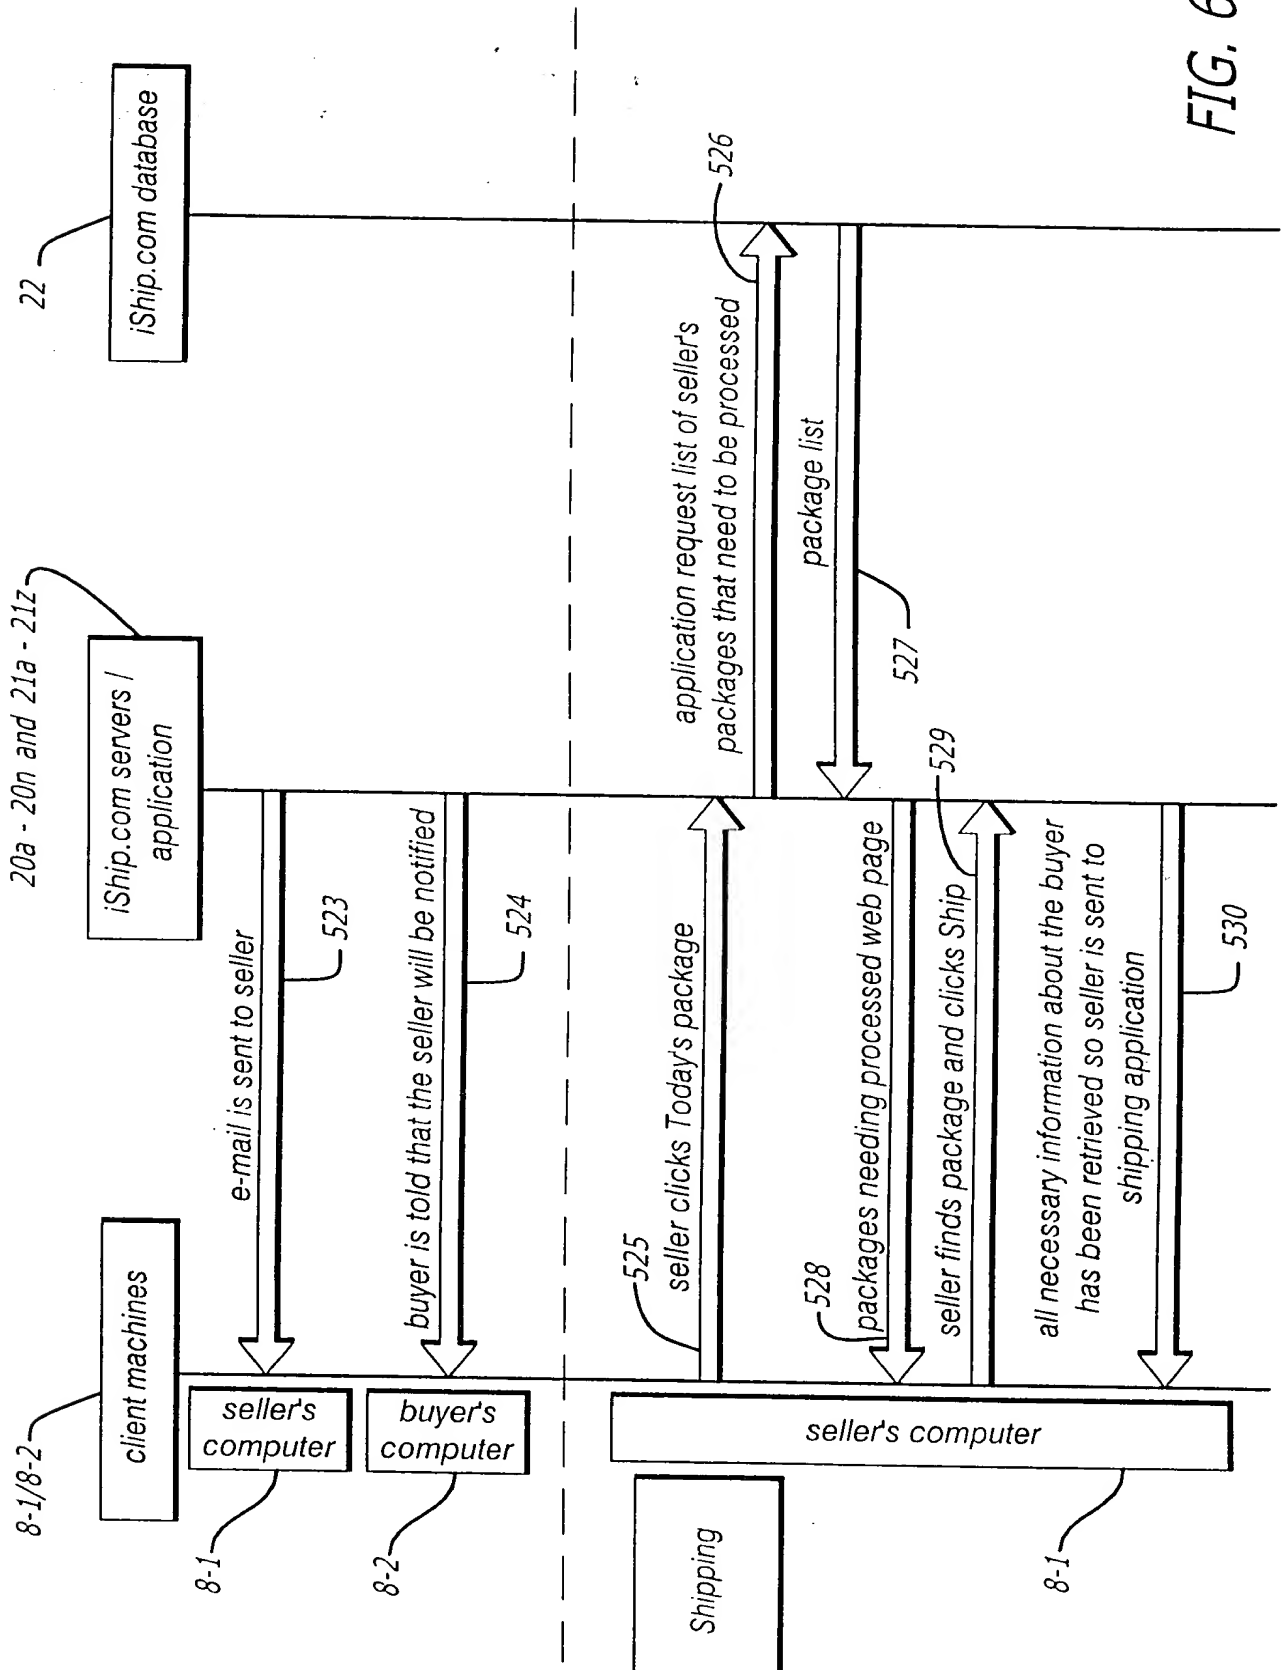 8-1/8-2
client machines
20a - 20n and 21a - 21z
iShip.com servers /
application
22
iShip.com database
8-1
seller's
computer
e-mail is sent to seller
523
8-2
buyer's
computer
buyer is told that the seller will be notified
524
Shipping
seller's computer
8-1
525
seller clicks Today's package
application request list of seller's
packages that need to be processed
526
package list
527
528
packages needing processed web page
seller finds package and clicks Ship
529
all necessary information about the buyer
has been retrieved so seller is sent to
shipping application
530
FIG. 6